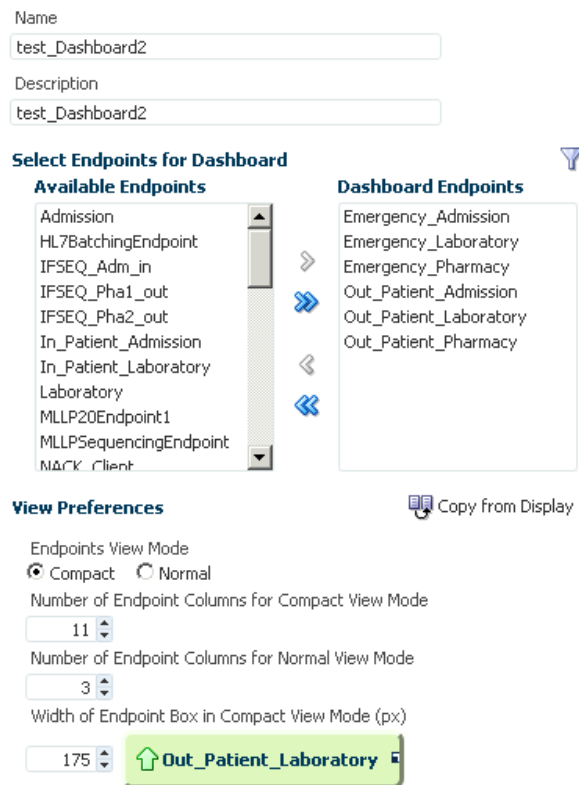 Name
test_Dashboard2
Description
test_Dashboard2
Select Endpoints for Dashboard
Available Endpoints
Admission
HL7BatchingEndpoint
IFSEQ_Adm_in
IFSEQ_Pha1_out
IFSEQ_Pha2_out
In_Patient_Admission
In_Patient_Laboratory
Laboratory
MLLP20Endpoint1
MLLPSequencingEndpoint
NACK_Client
Dashboard Endpoints
Emergency_Admission
Emergency_Laboratory
Emergency_Pharmacy
Out_Patient_Admission
Out_Patient_Laboratory
Out_Patient_Pharmacy
View Preferences
Copy from Display
Endpoints View Mode
Compact Normal
Number of Endpoint Columns for Compact View Mode
11
Number of Endpoint Columns for Normal View Mode
3
Width of Endpoint Box in Compact View Mode (px)
175
Out_Patient_Laboratory